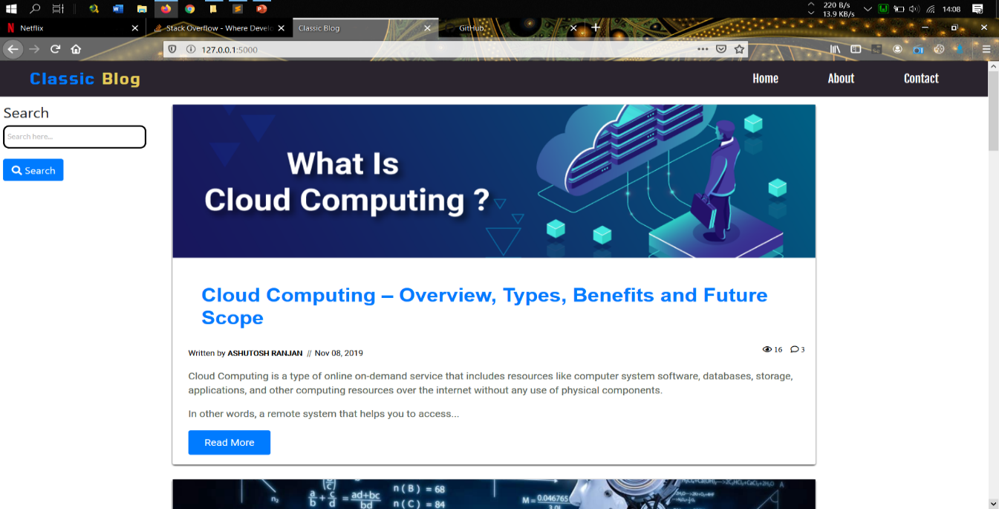 220 B/s
13.9 KB/s
14:08
Netflix
Stack Overflow - Where Develo
Classic Blog
GitHub
127.0.0.1:5000
Classic Blog
Home
About
Contact
Search
Search here...
Search
What Is
Cloud Computing ?
Cloud Computing – Overview, Types, Benefits and Future
Scope
Written by ASHUTOSH RANJAN // Nov 08, 2019
16
3
Cloud Computing is a type of online on-demand service that includes resources like computer system software, databases, storage,
applications, and other computing resources over the internet without any use of physical components.
In other words, a remote system that helps you to access...
Read More
n ( B ) = 68
a/b + c/d = ad+bc/bd
n ( C ) = 84
n₂
M = 0.046765